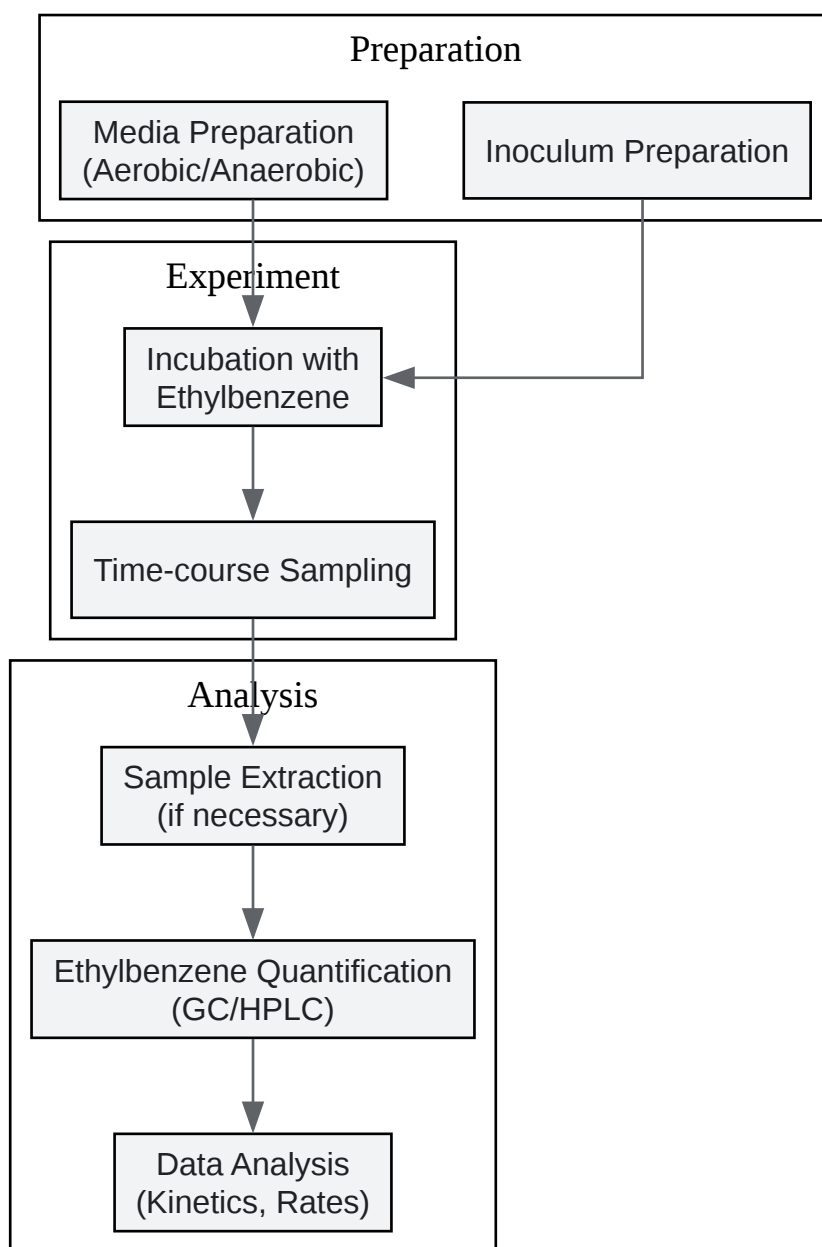 Preparation
Media Preparation
(Aerobic/Anaerobic)
Inoculum Preparation
Experiment
Incubation with
Ethylbenzene
Time-course Sampling
Analysis
Sample Extraction
(if necessary)
Ethylbenzene Quantification
(GC/HPLC)
Data Analysis
(Kinetics, Rates)